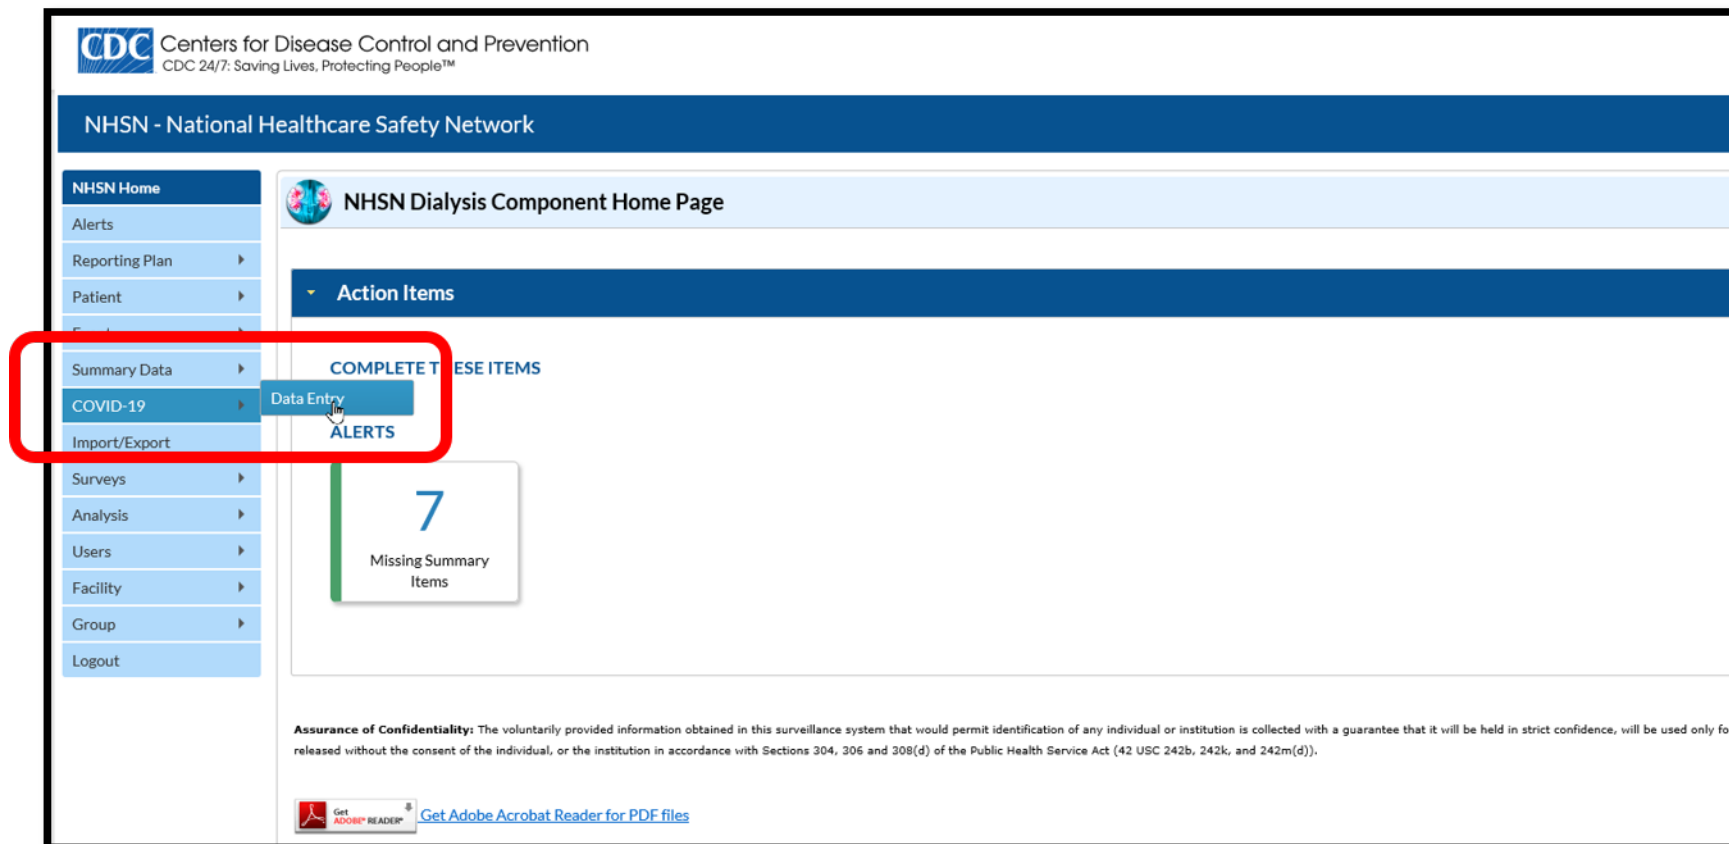 CDC Centers for Disease Control and Prevention
CDC 24/7: Saving Lives, Protecting People™
NHSN - National Healthcare Safety Network
NHSN Home
Alerts
Reporting Plan
Patient
Summary Data
COVID-19
Import/Export
Surveys
Analysis
Users
Facility
Group
Logout
NHSN Dialysis Component Home Page
Action Items
COMPLETE THESE ITEMS
Data Entry
ALERTS
7
Missing Summary
Items
Assurance of Confidentiality: The voluntarily provided information obtained in this surveillance system that would permit identification of any individual or institution is collected with a guarantee that it will be held in strict confidence, will be used only fo
released without the consent of the individual, or the institution in accordance with Sections 304, 306 and 308(d) of the Public Health Service Act (42 USC 242b, 242k, and 242m(d)).
Get
ADOBE® READER®
Get Adobe Acrobat Reader for PDF files